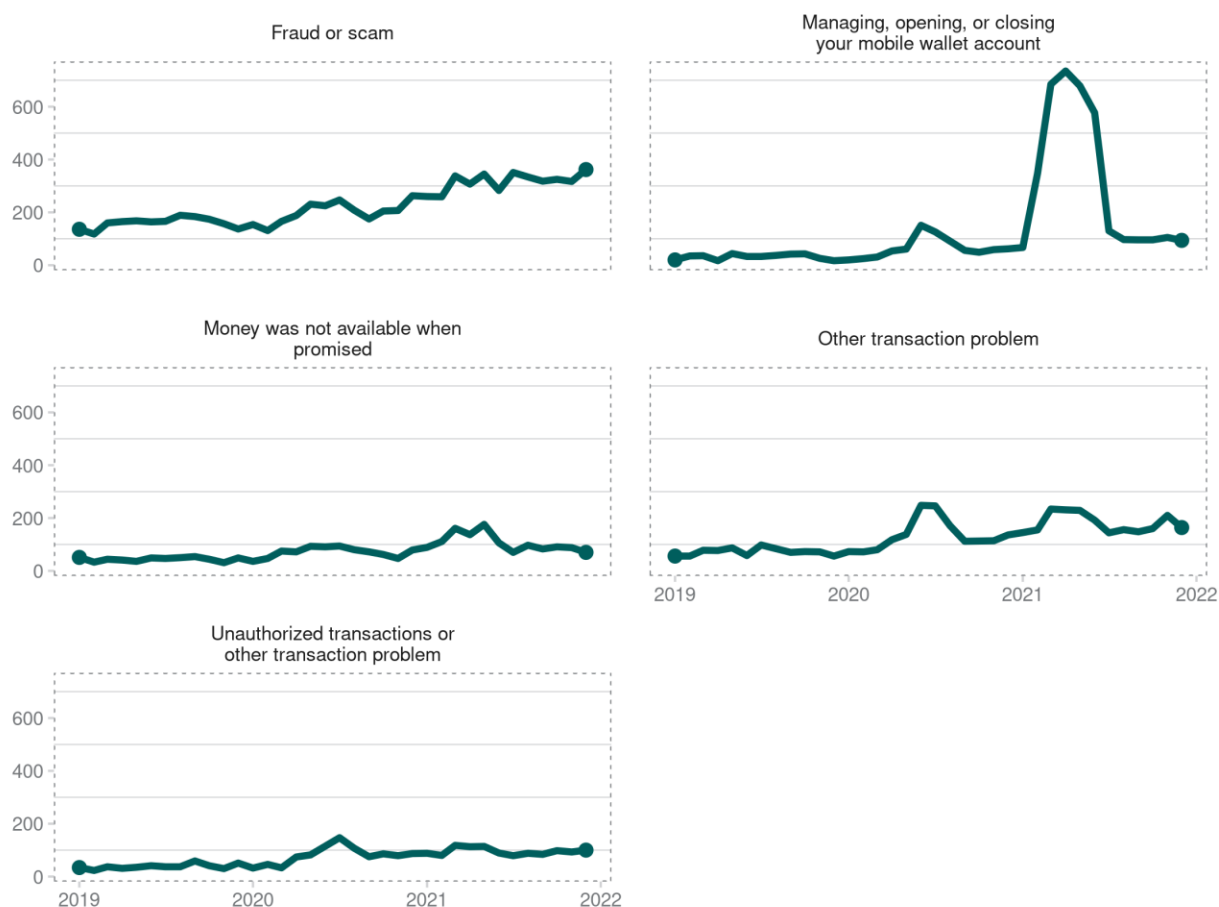 Fraud or scam
Managing, opening, or closing
your mobile wallet account
600
400
200
0
Money was not available when
promised
Other transaction problem
600
400
200
0
2019 2020 2021 2022
Unauthorized transactions or
other transaction problem
600
400
200
0
2019 2020 2021 2022